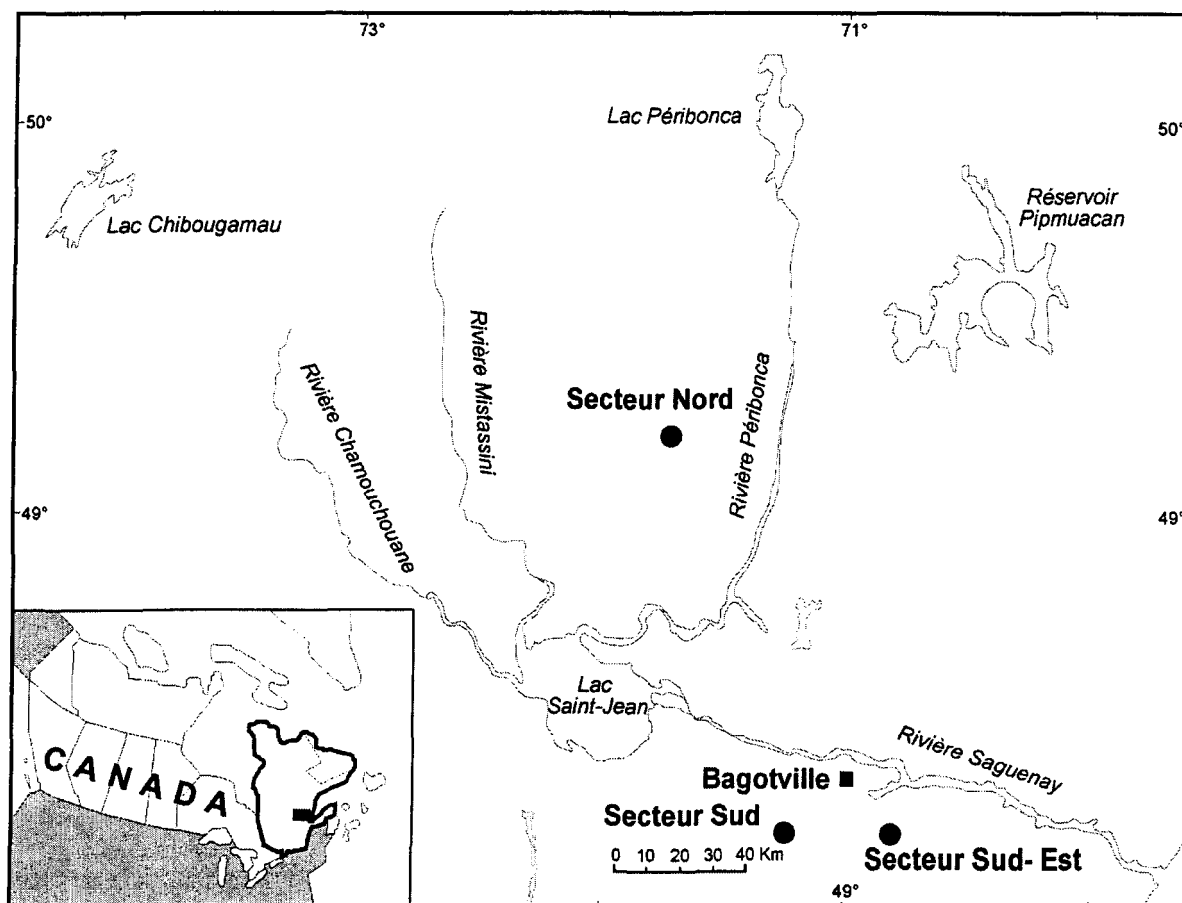 73°
71°
50°
50°
Lac Péribonca
Réservoir
Pipmuacan
Lac Chibougamau
Rivière Mistassini
Rivière Chamouchouane
Rivière Péribonca
Secteur Nord
49°
49°
Lac
Saint-Jean
Rivière Saguenay
CANADA
Bagotville
Secteur Sud
0 10 20 30 40 Km
Secteur Sud- Est
49°